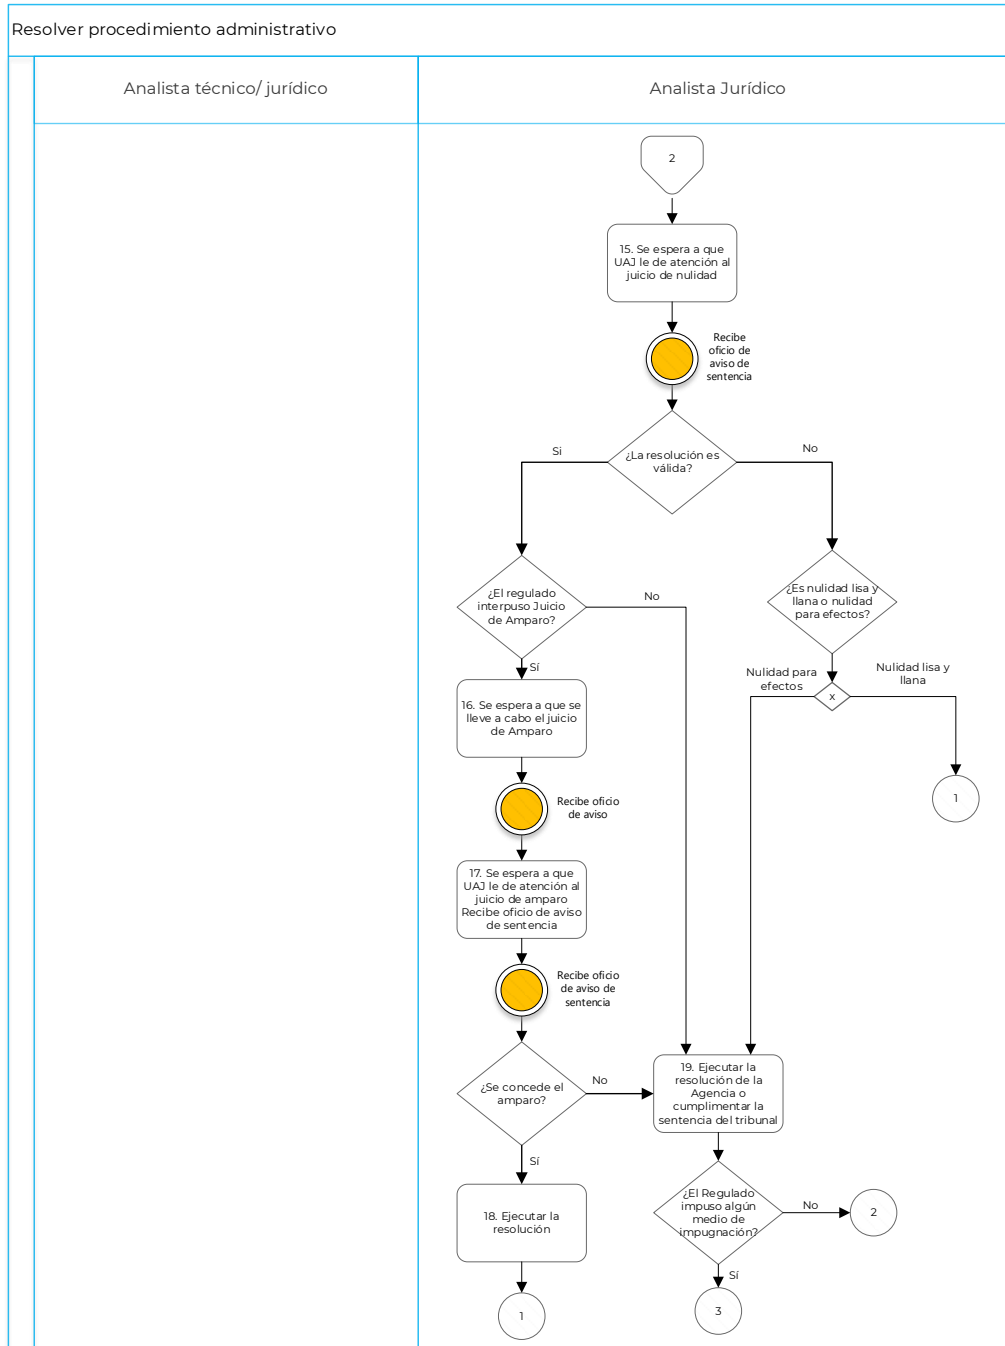 Resolver procedimiento administrativo
Analista técnico/ jurídico
Analista Jurídico
2
15. Se espera a que
UAJ le de atención al
juicio de nulidad
Recibe
oficio de
aviso de
sentencia
¿La resolución es
válida?
Si
No
¿El regulado
interpuso Juicio
de Amparo?
No
Sí
¿Es nulidad lisa y
llana o nulidad
para efectos?
Nulidad para
efectos
Nulidad lisa y
llana
x
1
16. Se espera a que se
lleve a cabo el juicio
de Amparo
Recibe oficio
de aviso
17. Se espera a que
UAJ le de atención al
juicio de amparo
Recibe oficio de aviso
de sentencia
Recibe oficio
de aviso de
sentencia
¿Se concede el
amparo?
No
Sí
19. Ejecutar la
resolución de la
Agencia o
cumplimentar la
sentencia del tribunal
18. Ejecutar la
resolución
1
¿El Regulado
impuso algún
medio de
impugnación?
No
2
Sí
3